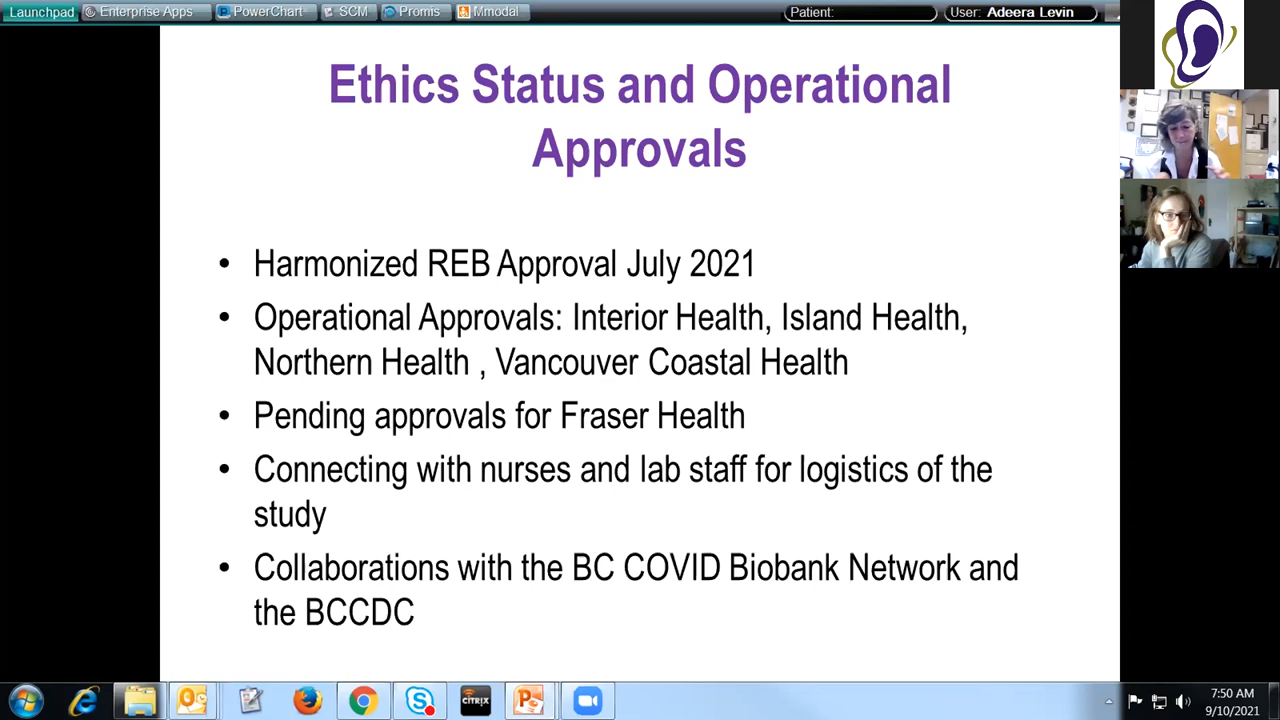 Launchpad Enterprise Apps PowerChart SCM Promis Mmodal Patient: User: Adeera Levin
Ethics Status and Operational
Approvals
• Harmonized REB Approval July 2021
• Operational Approvals: Interior Health, Island Health,
Northern Health , Vancouver Coastal Health
• Pending approvals for Fraser Health
• Connecting with nurses and lab staff for logistics of the
study
• Collaborations with the BC COVID Biobank Network and
the BCCDC
CITRIX
7:50 AM
9/10/2021